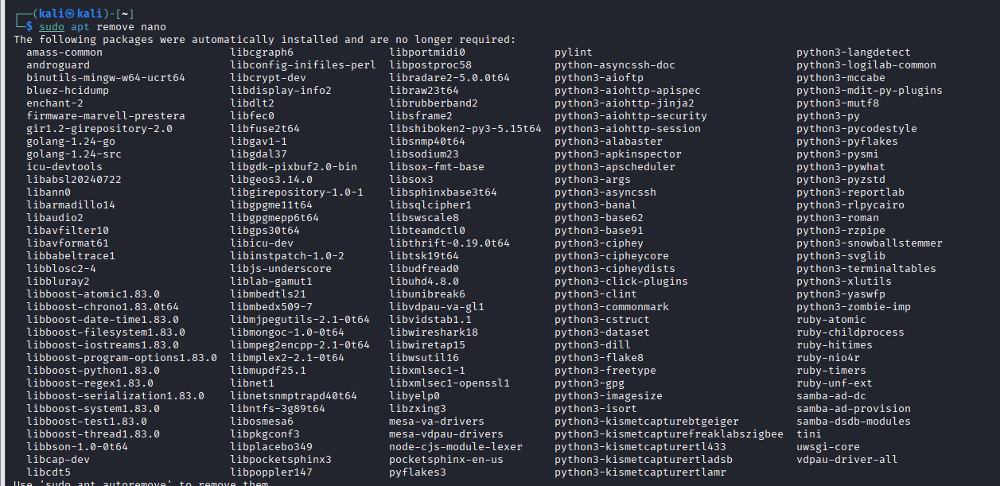 ┌──(kali㉿kali)-[~]
└─$ sudo apt remove nano
The following packages were automatically installed and are no longer required:
amass-common libcgraph6 libportmidi0 pylint python3-langdetect
androguard libconfig-inifiles-perl libpostproc58 python-asyncssh-doc python3-logilab-common
binutils-mingw-w64-ucrt64 libcrypt-dev libradare2-5.0.0t64 python3-aioftp python3-mccabe
bluez-hcidump libdisplay-info2 libraw23t64 python3-aiohttp-apispec python3-mdit-py-plugins
enchant-2 libdlt2 librubberband2 python3-aiohttp-jinja2 python3-mutf8
firmware-marvell-prestera libfec0 libsframe2 python3-aiohttp-security python3-py
gir1.2-girepository-2.0 libfuse2t64 libshiboken2-py3-5.15t64 python3-aiohttp-session python3-pycodestyle
golang-1.24-go libgav1-1 libsnmp40t64 python3-alabaster python3-pyflakes
golang-1.24-src libgdal37 libsodium23 python3-apkinspector python3-pysmi
icu-devtools libgdk-pixbuf2.0-bin libsox-fmt-base python3-apscheduler python3-pywhat
libabsl20240722 libgeos3.14.0 libsox3 python3-args python3-pyzstd
libann0 libgirepository-1.0-1 libsphinxbase3t64 python3-asyncssh python3-reportlab
libarmadillo14 libgpgme11t64 libsqlcipher1 python3-banal python3-rlpycairo
libaudio2 libgpgmepp6t64 libswscale8 python3-base62 python3-roman
libavfilter10 libgps30t64 libteamdctl0 python3-base91 python3-rzpipe
libavformat61 libicu-dev libthrift-0.19.0t64 python3-ciphey python3-snowballstemmer
libbabeltrace1 libinstpatch-1.0-2 libtsk19t64 python3-cipheycore python3-svglib
libblosc2-4 libjs-underscore libudfread0 python3-cipheydists python3-terminaltables
libbluray2 liblab-gamut1 libuhd4.8.0 python3-click-plugins python3-xlutils
libboost-atomic1.83.0 libmbedtls21 libunibreak6 python3-clint python3-yaswfp
libboost-chrono1.83.0t64 libmbedx509-7 libvdpau-va-gl1 python3-commonmark python3-zombie-imp
libboost-date-time1.83.0 libmjpegutils-2.1-0t64 libvidstab1.1 python3-cstruct ruby-atomic
libboost-filesystem1.83.0 libmongoc-1.0-0t64 libwireshark18 python3-dataset ruby-childprocess
libboost-iostreams1.83.0 libmpeg2encpp-2.1-0t64 libwiretap15 python3-dill ruby-hitimes
libboost-program-options1.83.0 libmplex2-2.1-0t64 libwsutil16 python3-flake8 ruby-nio4r
libboost-python1.83.0 libmupdf25.1 libxmlsec1-1 python3-freetype ruby-timers
libboost-regex1.83.0 libnet1 libxmlsec1-openssl1 python3-gpg ruby-unf-ext
libboost-serialization1.83.0 libnetsnmptrapd40t64 libyelp0 python3-imagesize samba-ad-dc
libboost-system1.83.0 libntfs-3g89t64 libzxing3 python3-isort samba-ad-provision
libboost-test1.83.0 libosmesa6 mesa-va-drivers python3-kismetcapturebtgeiger samba-dsdb-modules
libboost-thread1.83.0 libpkgconf3 mesa-vdpau-drivers python3-kismetcapturefreaklabszigbee tini
libbson-1.0-0t64 libplacebo349 node-cjs-module-lexer python3-kismetcapturertl433 uwsgi-core
libcap-dev libpocketsphinx3 pocketsphinx-en-us python3-kismetcapturertladsb vdpau-driver-all
libcdt5 libpoppler147 pyflakes3 python3-kismetcapturertlamr
Use 'sudo apt autoremove' to remove them